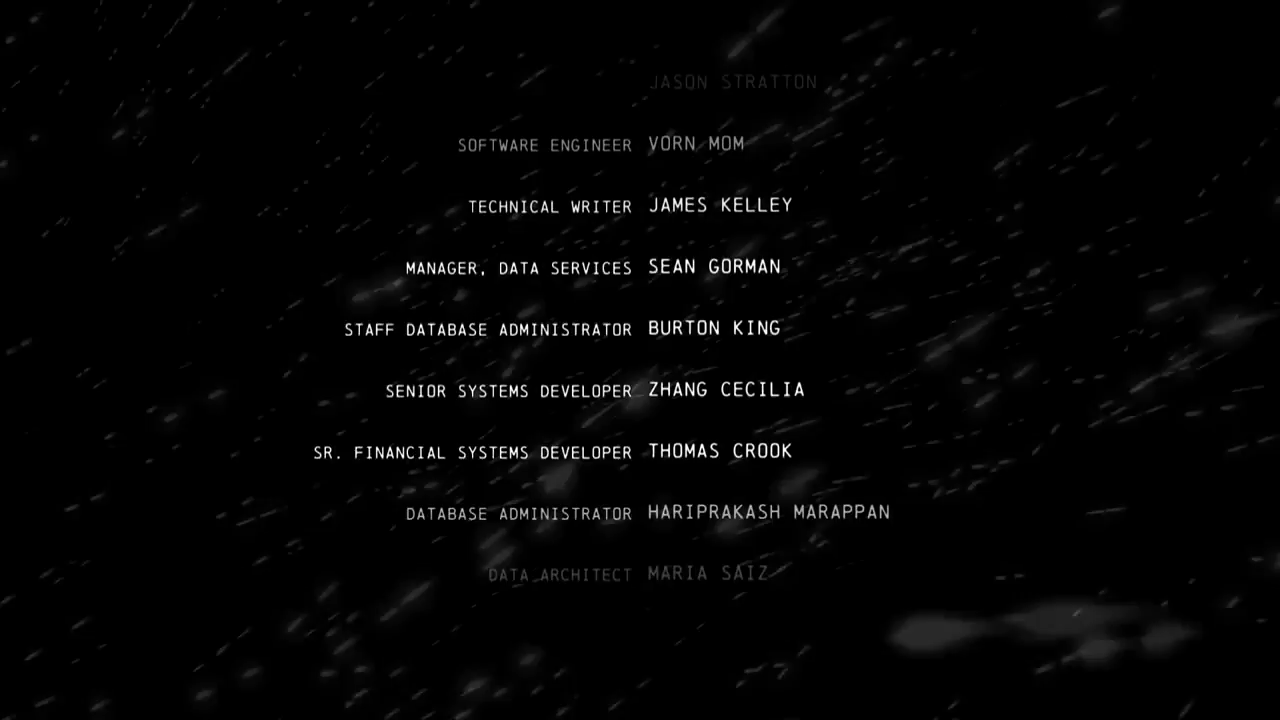 JASON STRATTON
SOFTWARE ENGINEER VORN MOM
TECHNICAL WRITER JAMES KELLEY
MANAGER, DATA SERVICES SEAN GORMAN
STAFF DATABASE ADMINISTRATOR BURTON KING
SENIOR SYSTEMS DEVELOPER ZHANG CECILIA
SR. FINANCIAL SYSTEMS DEVELOPER THOMAS CROOK
DATABASE ADMINISTRATOR HARIPRAKASH MARAPPAN
DATA ARCHITECT MARIA SAIZ